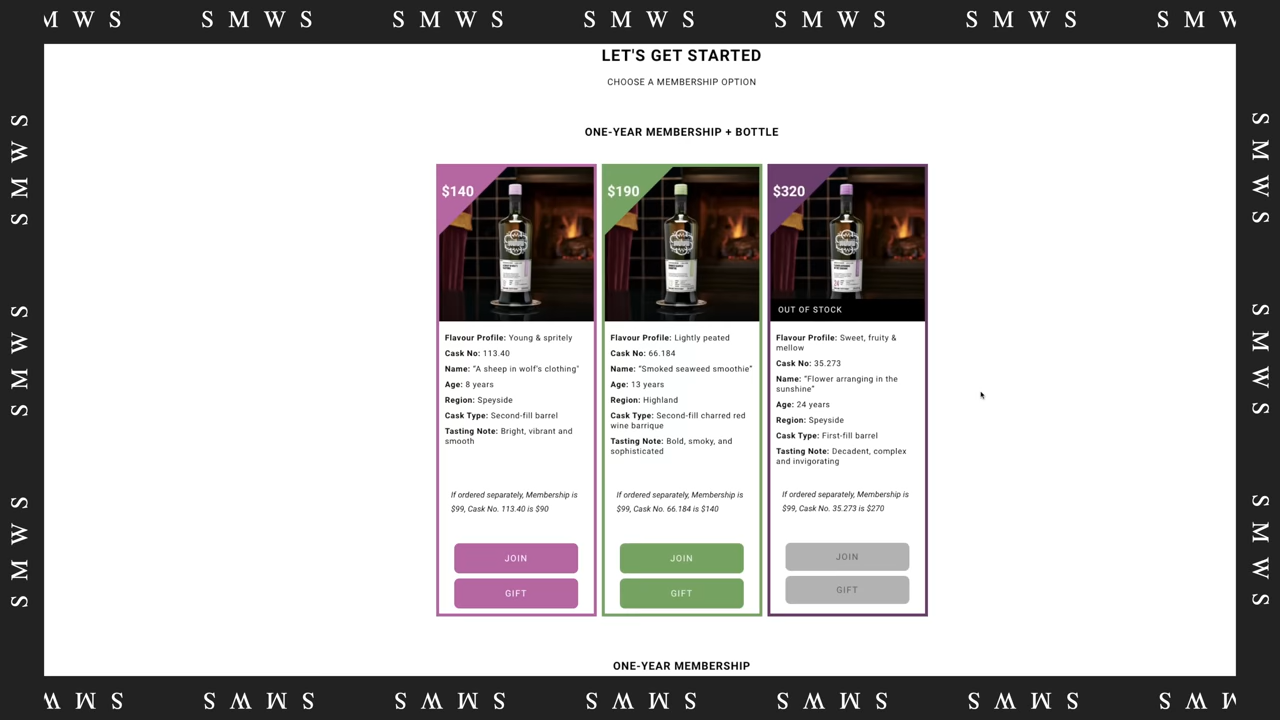 M W S S M W S S M W S S M W S S M W S S M W S S M W
LET'S GET STARTED
CHOOSE A MEMBERSHIP OPTION
ONE-YEAR MEMBERSHIP + BOTTLE
$140
Flavour Profile: Young & spritely
Cask No: 113.40
Name: "A sheep in wolf's clothing"
Age: 8 years
Region: Speyside
Cask Type: Second-fill barrel
Tasting Note: Bright, vibrant and
smooth
If ordered separately, Membership is
$99, Cask No. 113.40 is $90
JOIN
GIFT
$190
Flavour Profile: Lightly peated
Cask No: 66.184
Name: "Smoked seaweed smoothie"
Age: 13 years
Region: Highland
Cask Type: Second-fill charred red
wine barrique
Tasting Note: Bold, smoky, and
sophisticated
If ordered separately, Membership is
$99, Cask No. 66.184 is $140
JOIN
GIFT
$320
OUT OF STOCK
Flavour Profile: Sweet, fruity &
mellow
Cask No: 35.273
Name: "Flower arranging in the
sunshine"
Age: 24 years
Region: Speyside
Cask Type: First-fill barrel
Tasting Note: Decadent, complex
and invigorating
If ordered separately, Membership is
$99, Cask No. 35.273 is $270
JOIN
GIFT
ONE-YEAR MEMBERSHIP
S M W S
S M W S
S M W S
S M W S
S M W S
S M W S
S M W S S M W S S M W S S M W S S M W S S M W S S M W